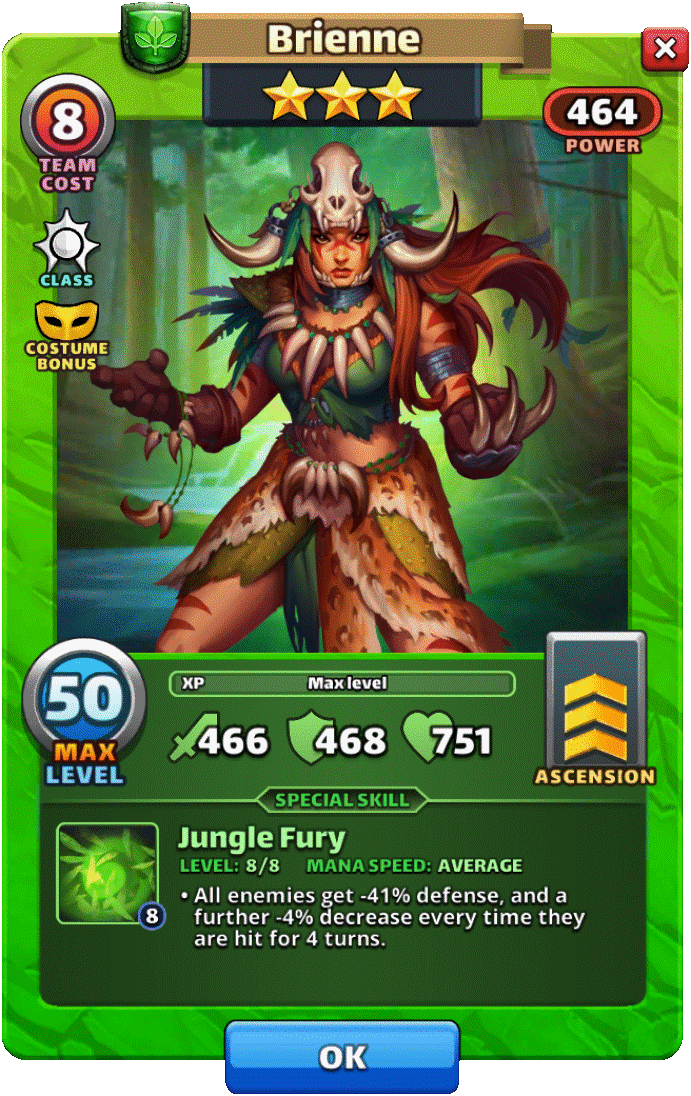 Brienne
8
TEAM
COST
464
POWER
CLASS
COSTUME
BONUS
50
MAX
LEVEL
XP Max level
466 468 751
ASCENSION
SPECIAL SKILL
Jungle Fury
LEVEL: 8/8 MANA SPEED: AVERAGE
8
• All enemies get -41% defense, and a
further -4% decrease every time they
are hit for 4 turns.
OK